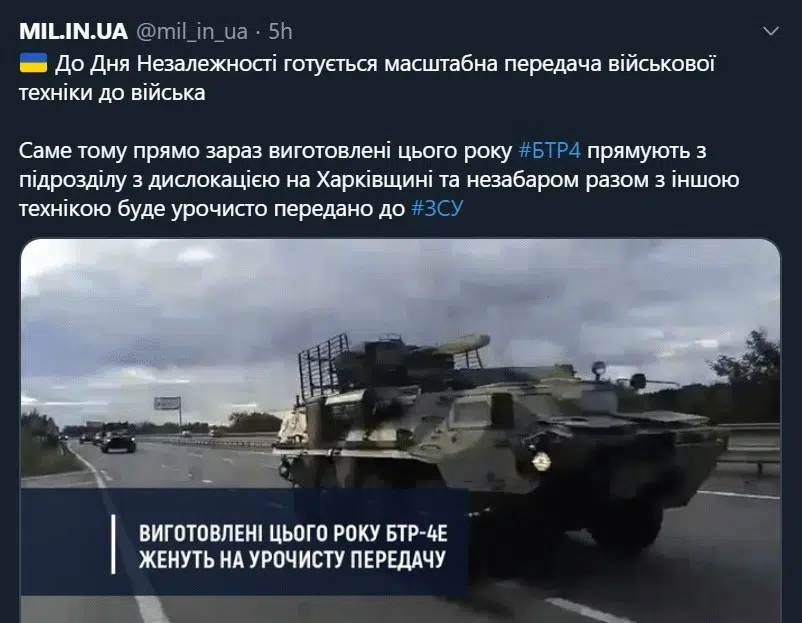 MIL.IN.UA @mil_in_ua · 5h
🇺🇦 До Дня Незалежності готується масштабна передача військової
техніки до війська
Саме тому прямо зараз виготовлені цього року #БТР4 прямують з
підрозділу з дислокацією на Харківщині та незабаром разом з іншою
технікою буде урочисто передано до #ЗСУ
ВИГОТОВЛЕНІ ЦЬОГО РОКУ БТР-4Е
ЖЕНУТЬ НА УРОЧИСТУ ПЕРЕДАЧУ